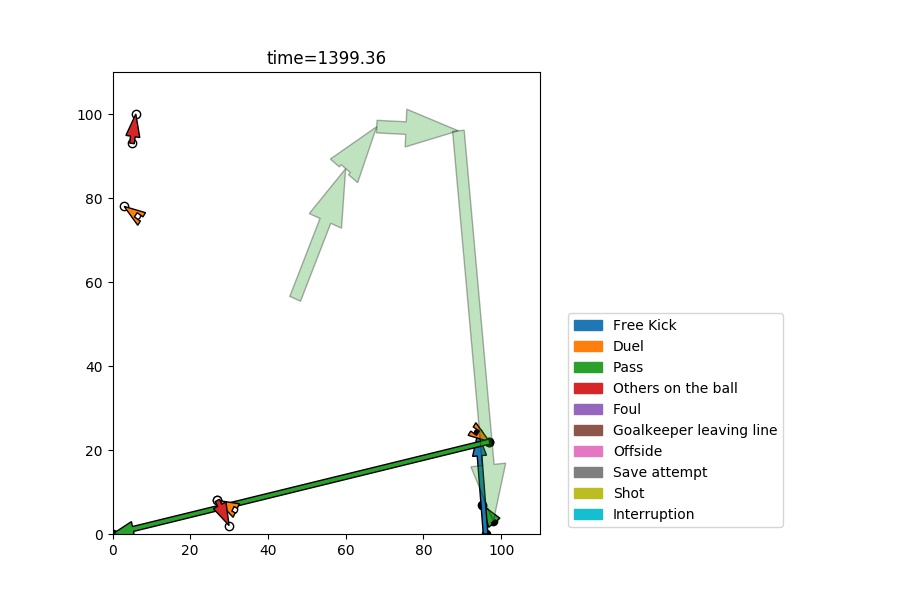 time=1399.36
100
80
60
40
20
0
0 20 40 60 80 100
Free Kick
Duel
Pass
Others on the ball
Foul
Goalkeeper leaving line
Offside
Save attempt
Shot
Interruption